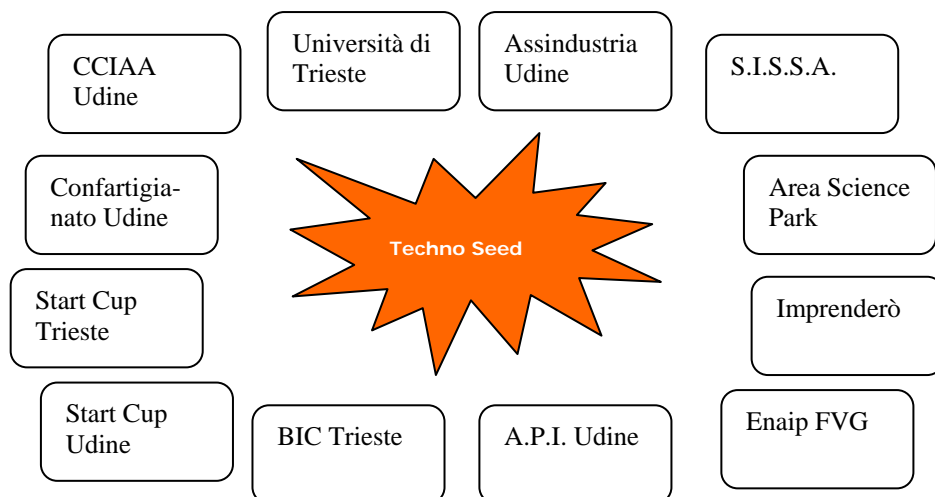 CCIAA
Udine
Università di
Trieste
Assindustria
Udine
S.I.S.S.A.
Confartigia-
nato Udine
Techno Seed
Area Science
Park
Start Cup
Trieste
Imprenderò
Start Cup
Udine
BIC Trieste
A.P.I. Udine
Enaip FVG